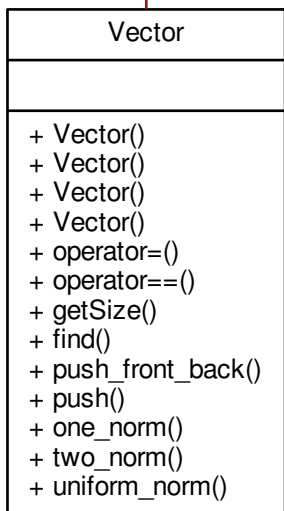 Vector
+ Vector()
+ Vector()
+ Vector()
+ Vector()
+ operator=()
+ operator==()
+ getSize()
+ find()
+ push_front_back()
+ push()
+ one_norm()
+ two_norm()
+ uniform_norm()